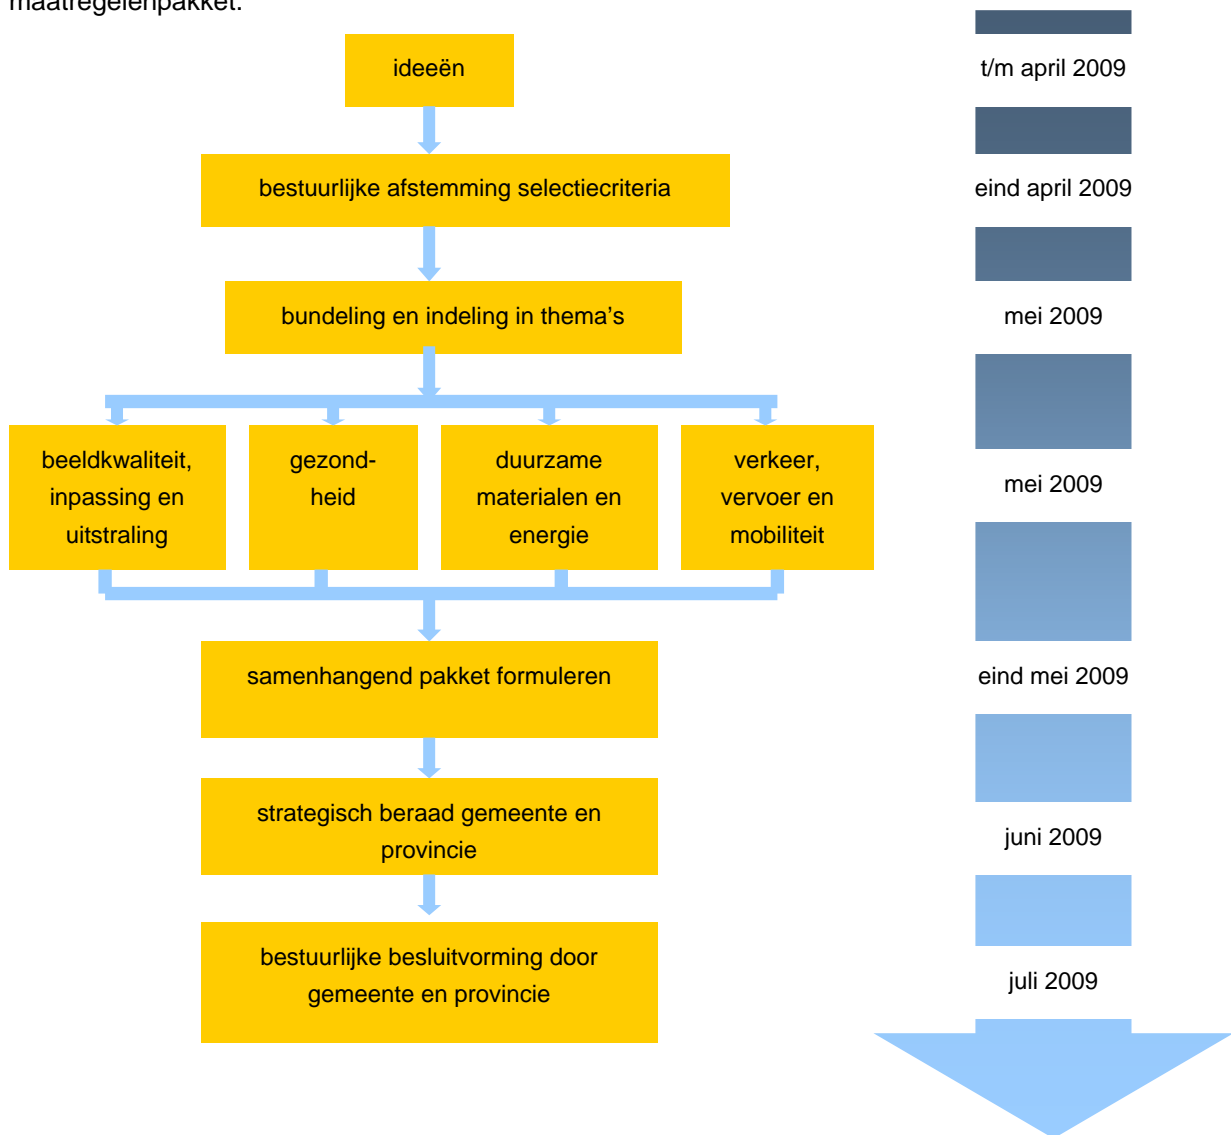 maatregelenpakket.
ideeën
t/m april 2009
bestuurlijke afstemming selectiecriteria
eind april 2009
bundeling en indeling in thema's
mei 2009
beeldkwaliteit,
inpassing en
uitstraling
gezond-
heid
duurzame
materialen en
energie
verkeer,
vervoer en
mobiliteit
mei 2009
samenhangend pakket formuleren
eind mei 2009
strategisch beraad gemeente en
provincie
juni 2009
bestuurlijke besluitvorming door
gemeente en provincie
juli 2009